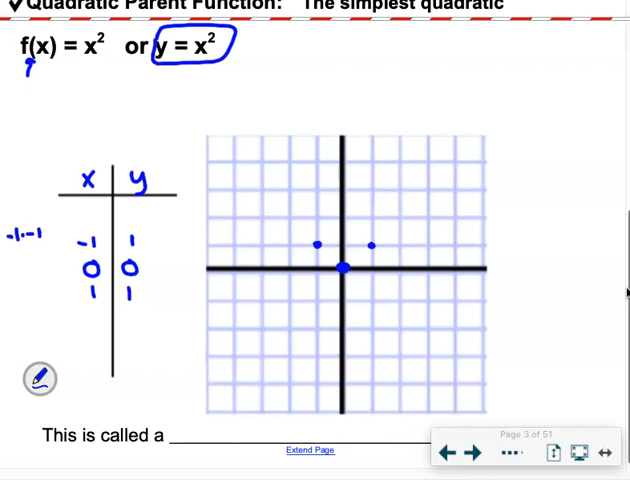 ✓Quadratic Parent Function: The simplest quadratic
f(x) = x² or y = x²
x y
-1·-1
-1 1
0 0
1 1
This is called a ____________________
Extend Page
Page 3 of 51